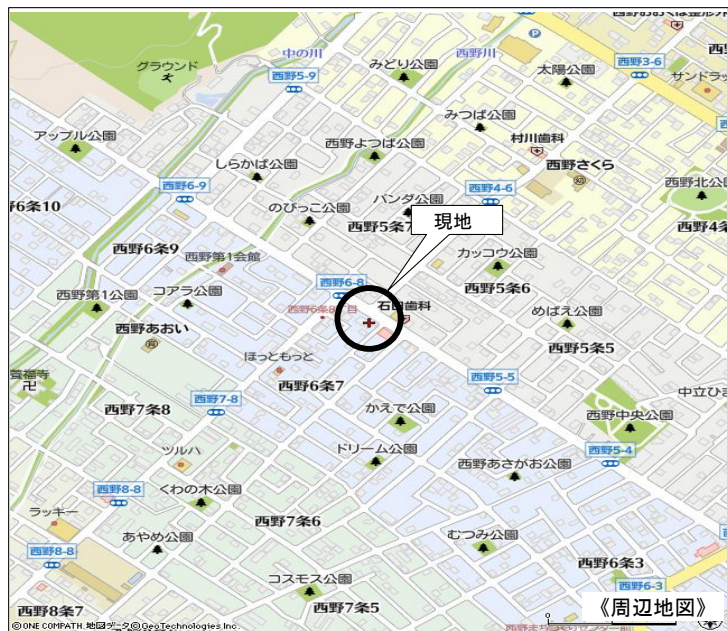 西野5-9
中の川
西野川
みどり公園
太陽公園
西野3-6
サンドラッ
グラウンド
みつば公園
村川歯科
アップル公園
しらかば公園
西野よつば公園
西野さくら
西野6-9
西野4-6
西野北公
野6条10
のびっこ公園
パンダ公園
西野5条7
西野4条
現地
西野6条9
西野第1会館
カッコウ公園
西野5条6
西野第1公園
コアラ公園
西野6-8
石田歯科
めばえ公園
西野あおい
西野5条5
ほっともっと
養福寺
西野6条7
西野5-5
中立ひ
西野7条8
西野7-8
かえで公園
西野中央公園
ツルハ
ドリーム公園
西野5-4
西野あさがお公園
西野8-8
くわの木公園
ラッキー
西野7条6
あやめ公園
むつみ公園
西野8-8
西野6条3
コスモス公園
西野6-3
西野8条7
西野7条5
《周辺地図》
©ONE COMPATH 地図データ©GeoTechnologies Inc.